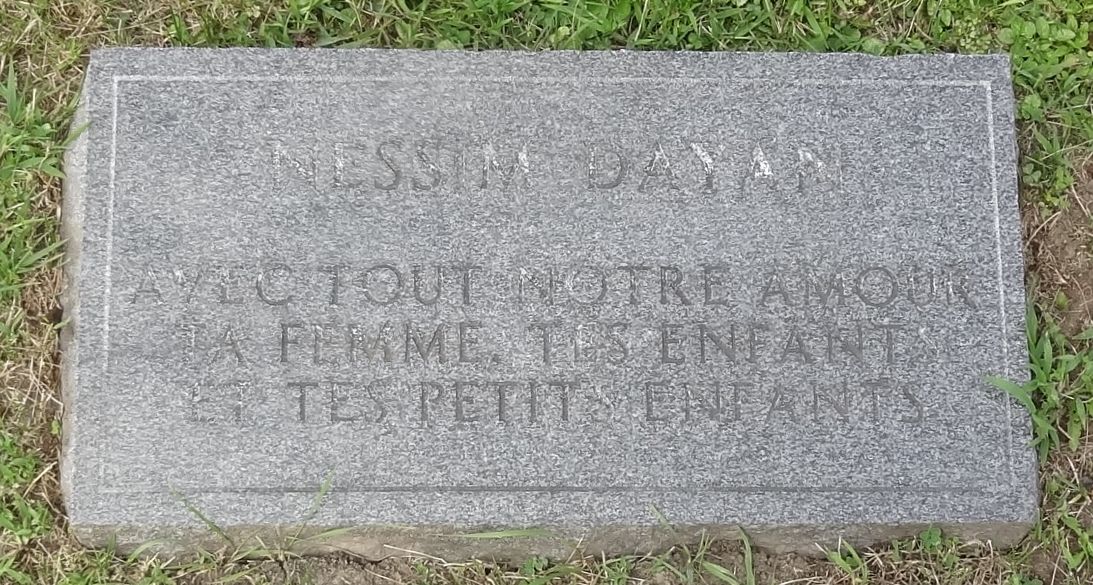 NESSIM DAYAN
AVEC TOUT NOTRE AMOUR
TA FEMME, TES ENFANTS
ET TES PETITS ENFANTS